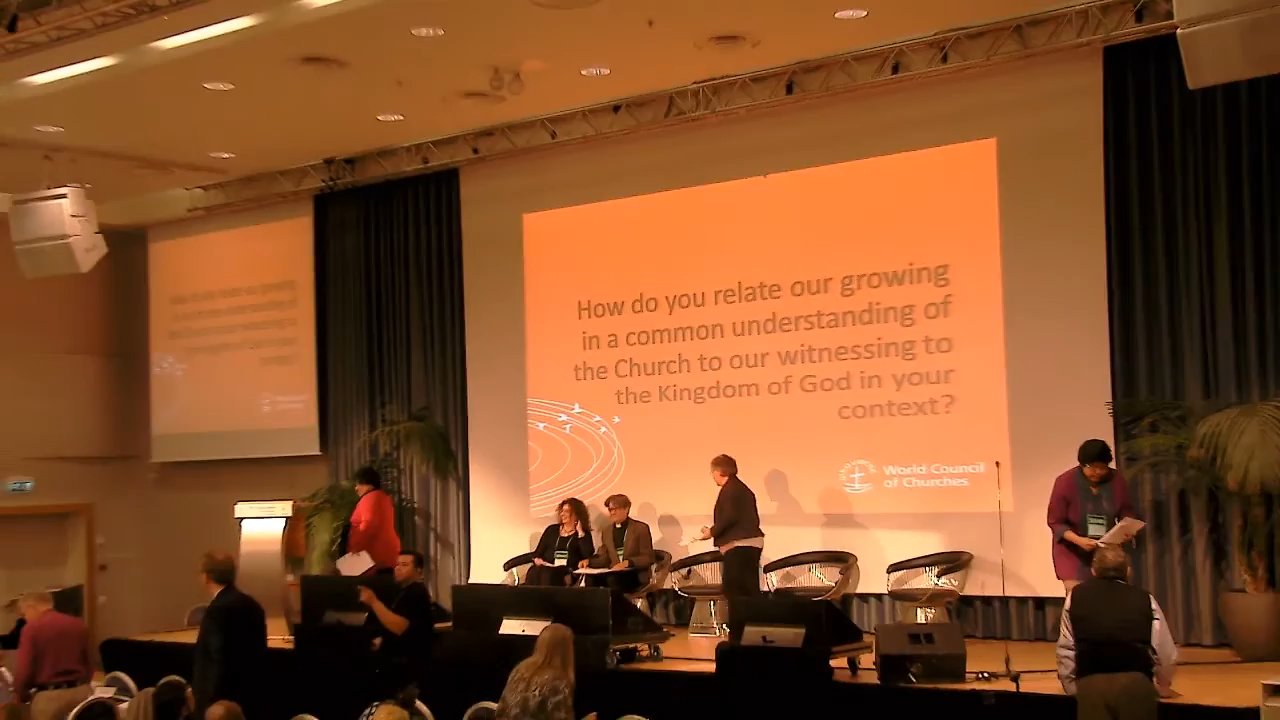 How do you relate our growing
in a common understanding of
the Church to our witnessing to
the Kingdom of God in your
context?
World Council
of Churches